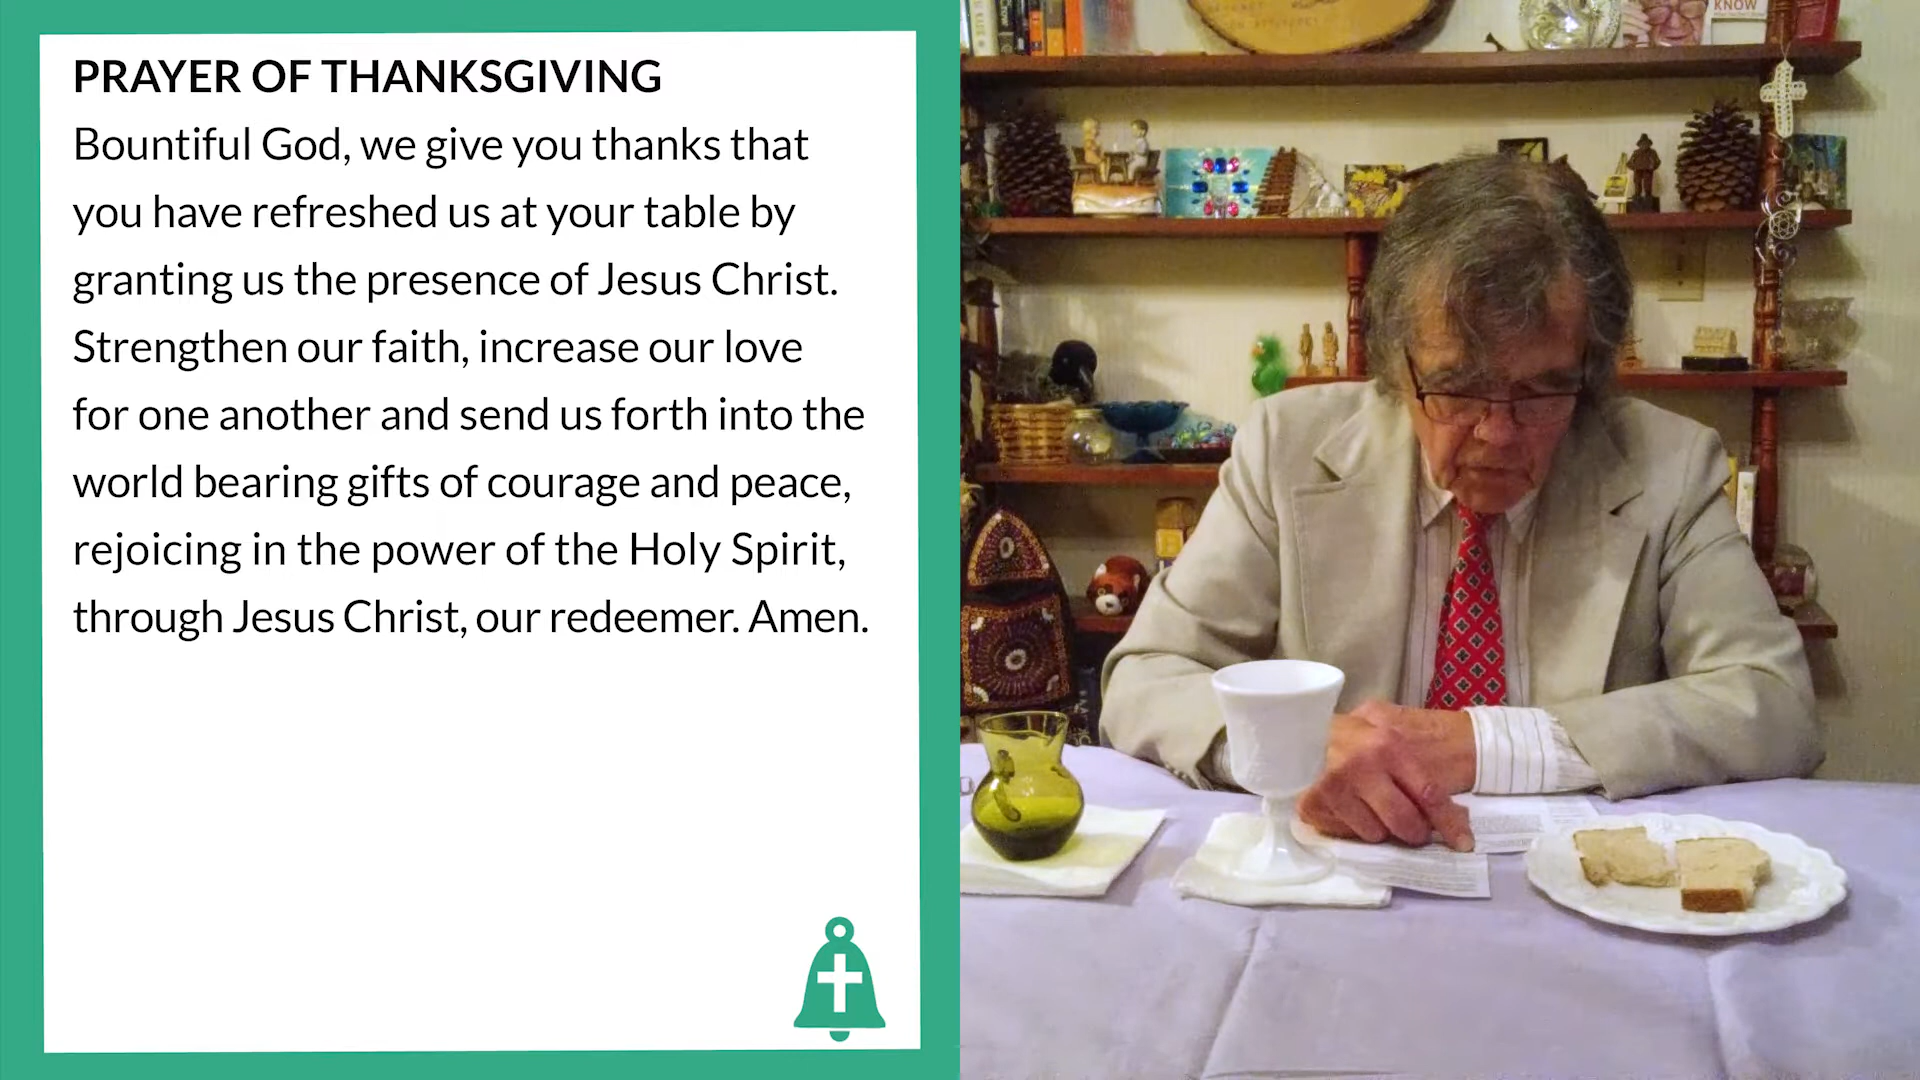 PRAYER OF THANKSGIVING
Bountiful God, we give you thanks that
you have refreshed us at your table by
granting us the presence of Jesus Christ.
Strengthen our faith, increase our love
for one another and send us forth into the
world bearing gifts of courage and peace,
rejoicing in the power of the Holy Spirit,
through Jesus Christ, our redeemer. Amen.
KNOW